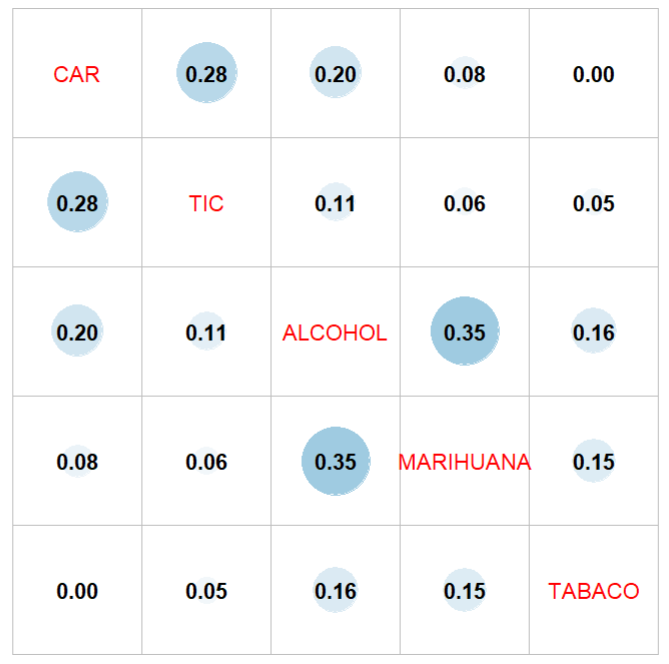 CAR 0.28 0.20 0.08 0.00
0.28 TIC 0.11 0.06 0.05
0.20 0.11 ALCOHOL 0.35 0.16
0.08 0.06 0.35 MARIHUANA 0.15
0.00 0.05 0.16 0.15 TABACO